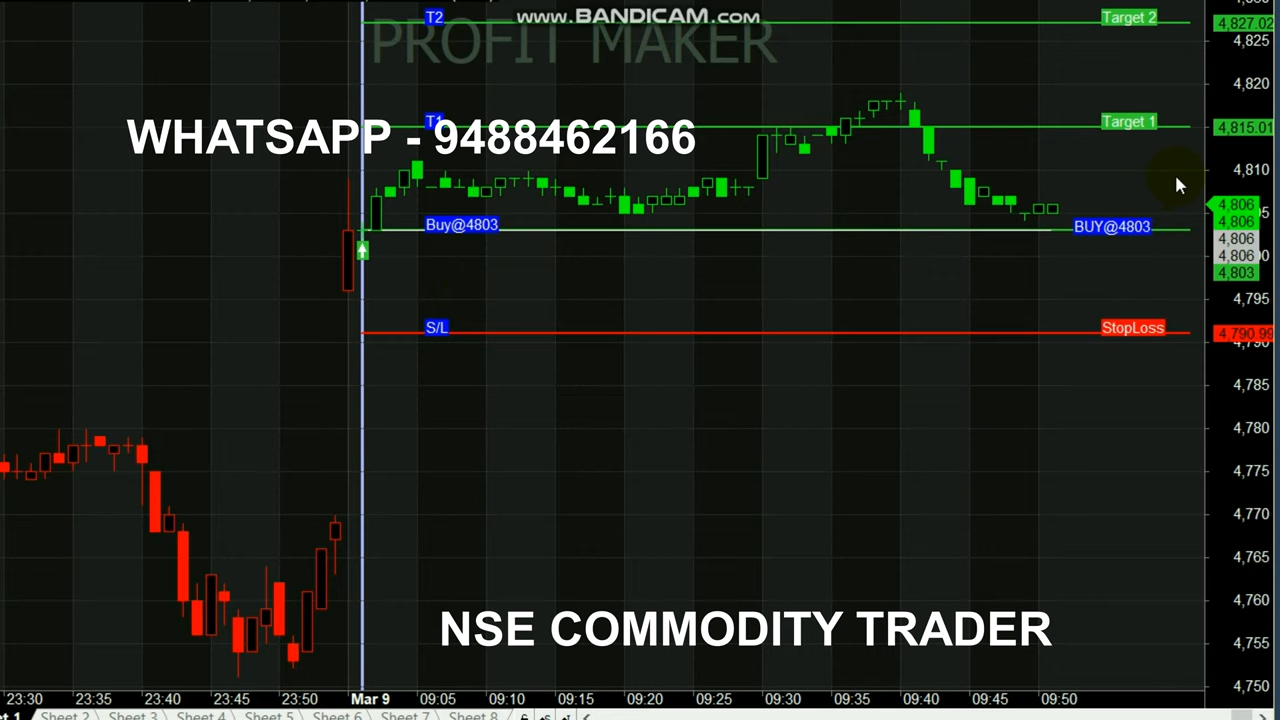 www.BANDICAM.com
T2
Target 2
4,827.02
PROFIT MAKER
4,825
4,820
T1
Target 1
4,815.01
WHATSAPP - 9488462166
4,810
4,806
4,806
Buy@4803
BUY@4803
4,806
4,806
4,803
4,795
S/L
StopLoss
4,790.99
4,790
4,785
4,780
4,775
4,770
4,765
4,760
NSE COMMODITY TRADER
4,755
4,750
23:30 23:35 23:40 23:45 23:50 Mar 9 09:05 09:10 09:15 09:20 09:25 09:30 09:35 09:40 09:45 09:50
Sheet 2 Sheet 3 Sheet 4 Sheet 5 Sheet 6 Sheet 7 Sheet 8